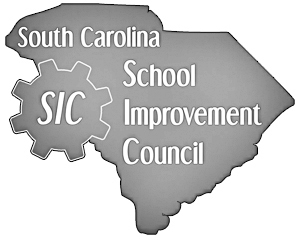 South Carolina
SIC
School
Improvement
Council